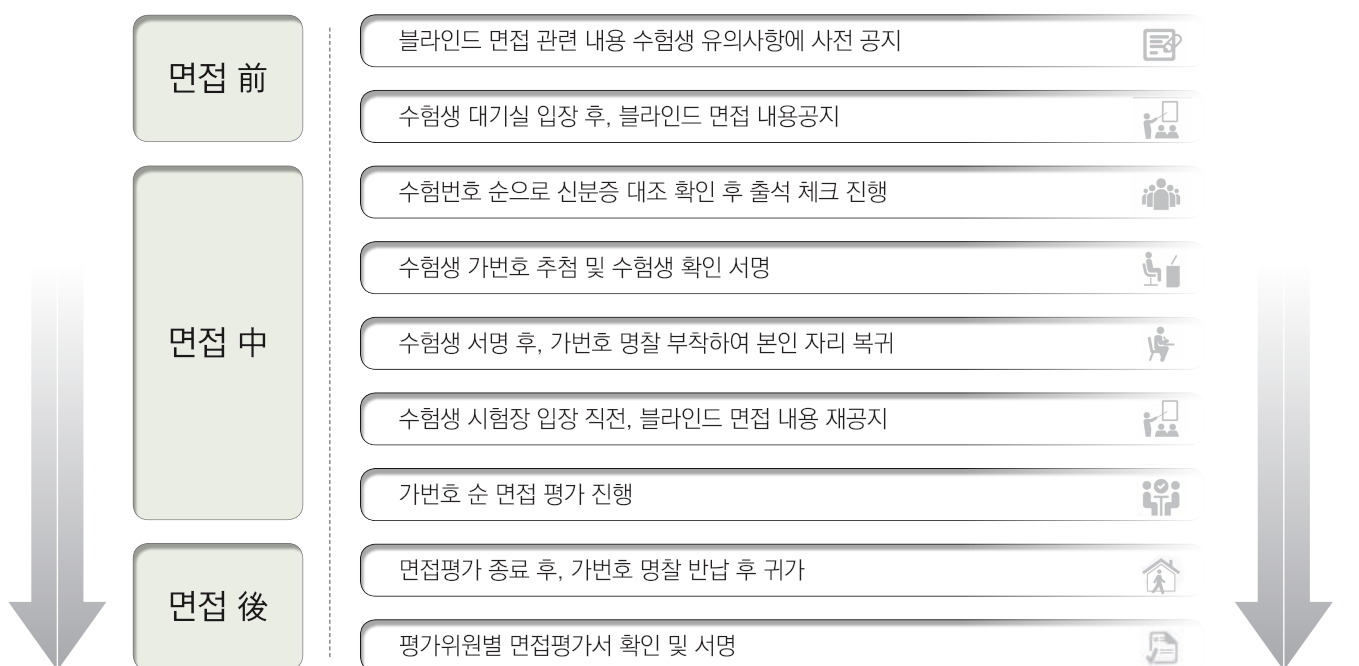 면접 前
블라인드 면접 관련 내용 수험생 유의사항에 사전 공지
수험생 대기실 입장 후, 블라인드 면접 내용공지
면접 中
수험번호 순으로 신분증 대조 확인 후 출석 체크 진행
수험생 가번호 추첨 및 수험생 확인 서명
수험생 서명 후, 가번호 명찰 부착하여 본인 자리 복귀
수험생 시험장 입장 직전, 블라인드 면접 내용 재공지
가번호 순 면접 평가 진행
면접 後
면접평가 종료 후, 가번호 명찰 반납 후 귀가
평가위원별 면접평가서 확인 및 서명